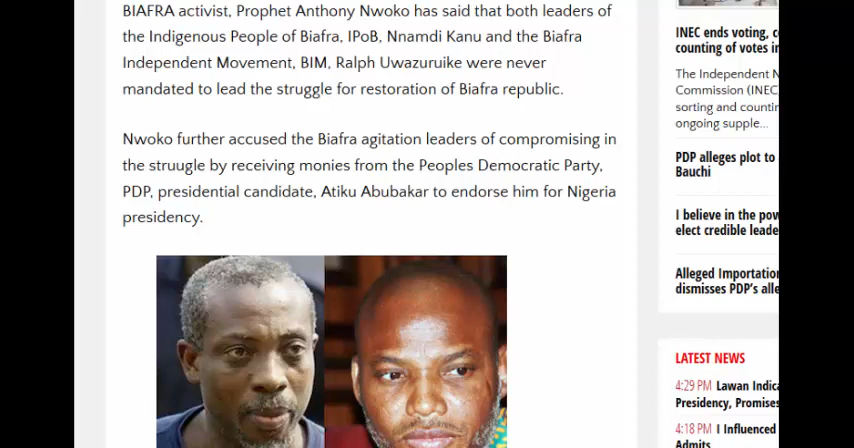 BIAFRA activist, Prophet Anthony Nwoko has said that both leaders of
the Indigenous People of Biafra, IPoB, Nnamdi Kanu and the Biafra
Independent Movement, BIM, Ralph Uwazuruike were never
mandated to lead the struggle for restoration of Biafra republic.
Nwoko further accused the Biafra agitation leaders of compromising in
the struugle by receiving monies from the Peoples Democratic Party,
PDP, presidential candidate, Atiku Abubakar to endorse him for Nigeria
presidency.
INEC ends voting, c
counting of votes i
The Independent N
Commission (INEC
sorting and countin
ongoing supple...
PDP alleges plot to
Bauchi
I believe in the pow
elect credible leade
Alleged Importation
dismisses PDP's alle
LATEST NEWS
4:29 PM Lawan Indica
Presidency, Promises
4:18 PM I Influenced
Admits